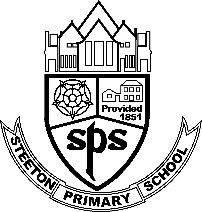 Provided
1851
sps
STEETON PRIMARY SCHOOL